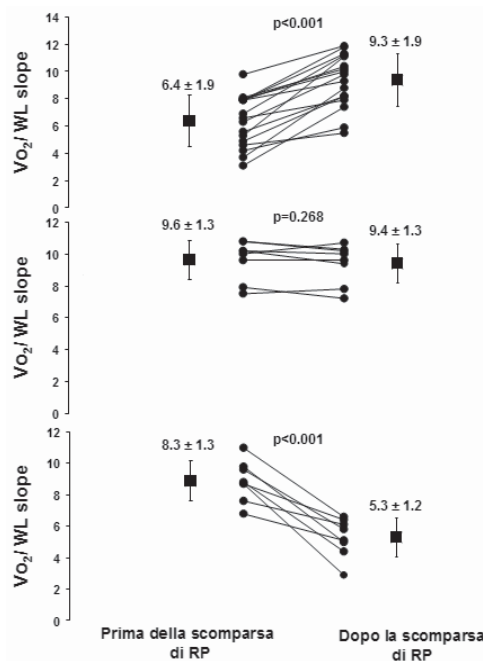 p<0.001
14
12
10
8
6
4
2
0
VO2/ WL slope
6.4 ± 1.9
9.3 ± 1.9
p=0.268
12
10
8
6
4
2
0
VO2/ WL slope
9.6 ± 1.3
9.4 ± 1.3
p<0.001
12
10
8
6
4
2
0
VO2/ WL slope
8.3 ± 1.3
5.3 ± 1.2
Prima della scomparsa
di RP
Dopo la scomparsa
di RP